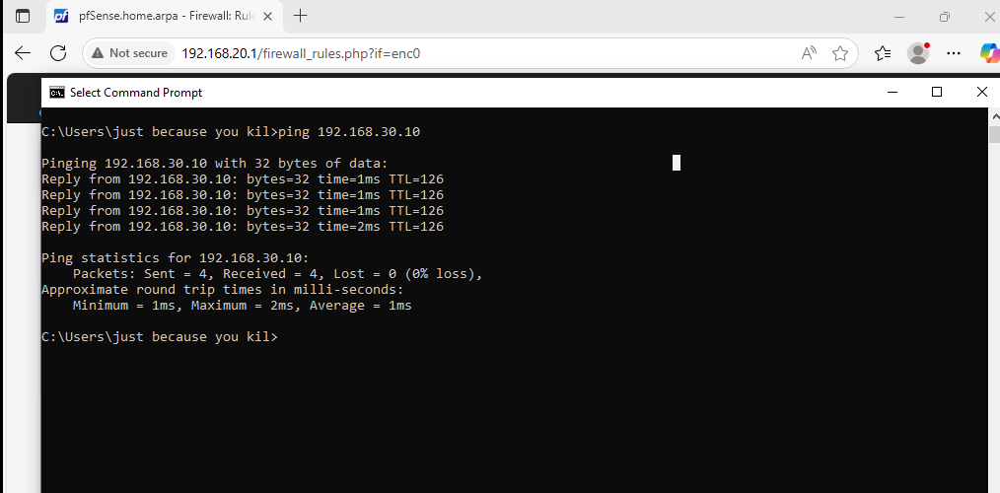 pfSense.home.arpa - Firewall: Rul
Not secure 192.168.20.1/firewall_rules.php?if=enc0
Select Command Prompt
C:\Users\just because you kil>ping 192.168.30.10
Pinging 192.168.30.10 with 32 bytes of data:
Reply from 192.168.30.10: bytes=32 time=1ms TTL=126
Reply from 192.168.30.10: bytes=32 time=1ms TTL=126
Reply from 192.168.30.10: bytes=32 time=1ms TTL=126
Reply from 192.168.30.10: bytes=32 time=2ms TTL=126
Ping statistics for 192.168.30.10:
    Packets: Sent = 4, Received = 4, Lost = 0 (0% loss),
Approximate round trip times in milli-seconds:
    Minimum = 1ms, Maximum = 2ms, Average = 1ms
C:\Users\just because you kil>